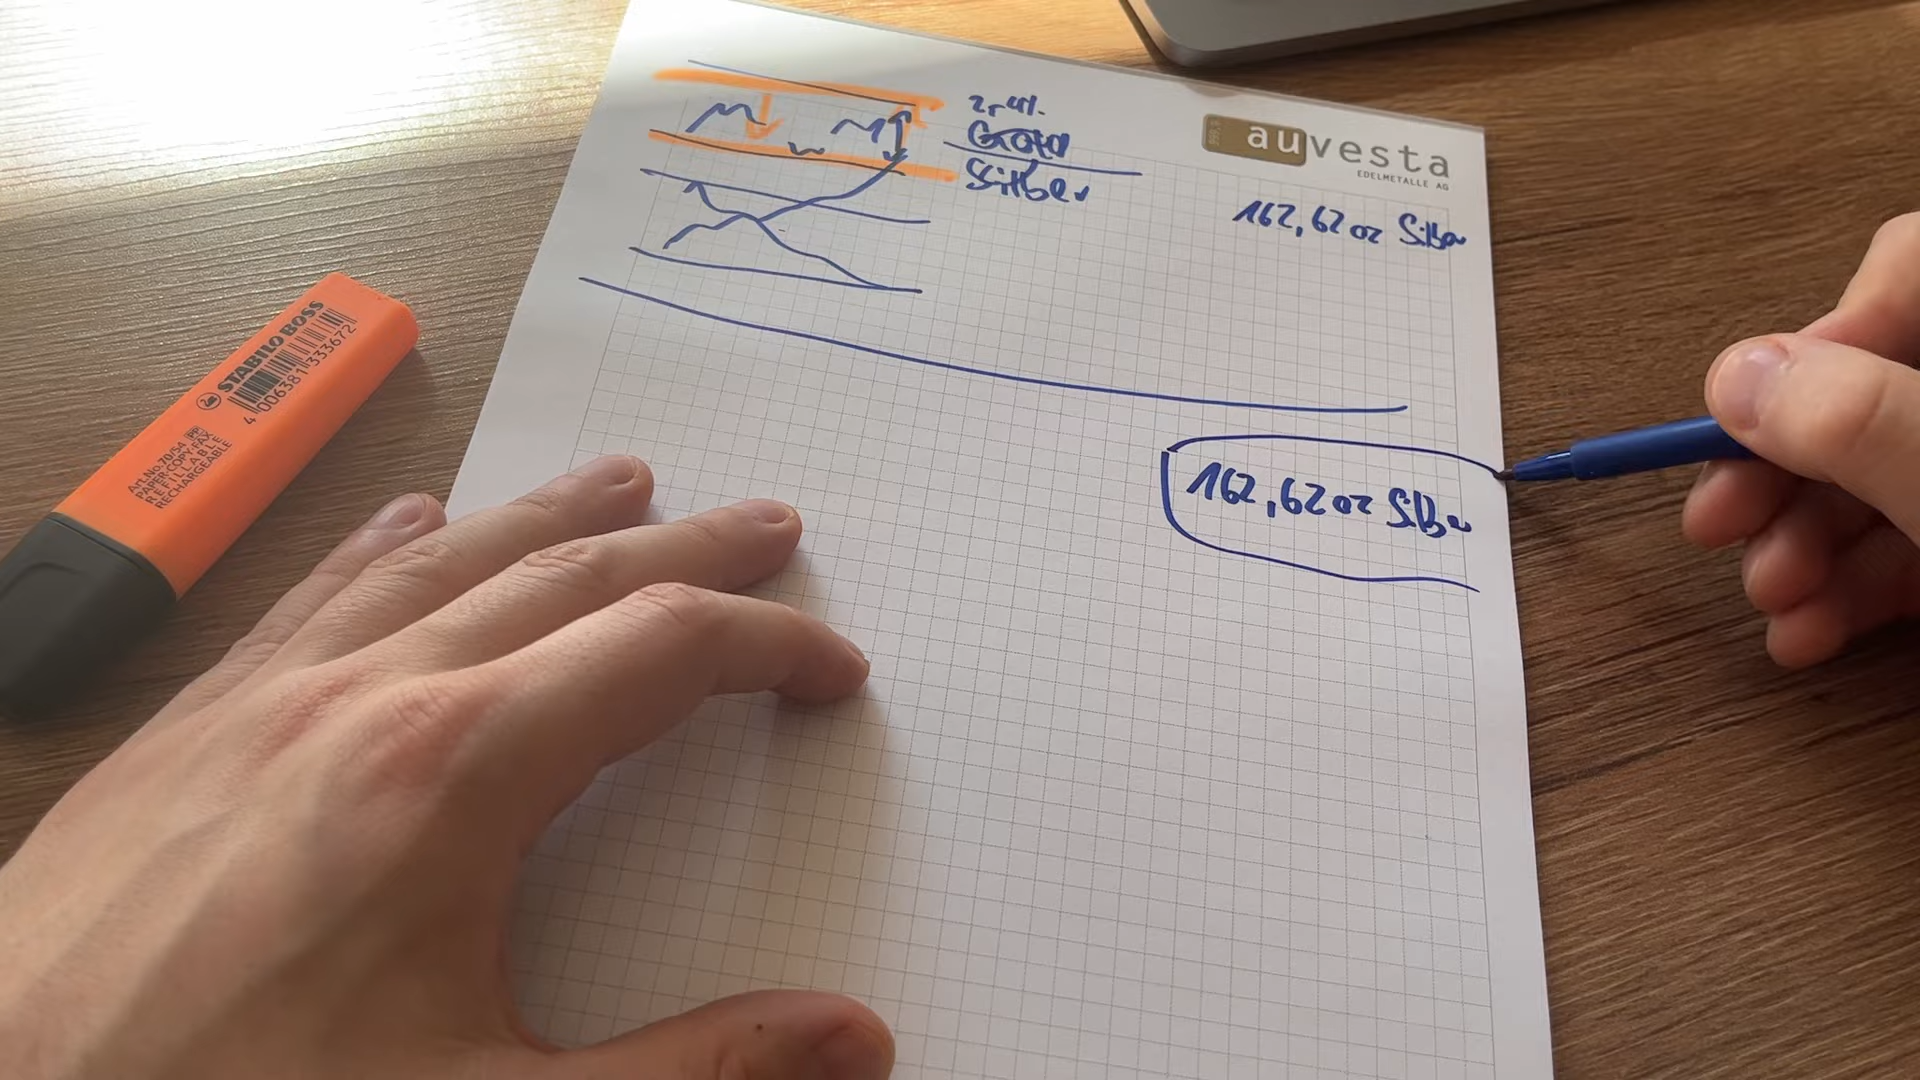 Gold
Silber
auvesta
EDELMETALLE AG
162,62 oz Silber
STABILO BOSS
4 006381 333672
Art.No. 70/54 PP
PAPER-COPY-FAX
REFILLABLE
RECHARGEABLE
162,62 oz Silber